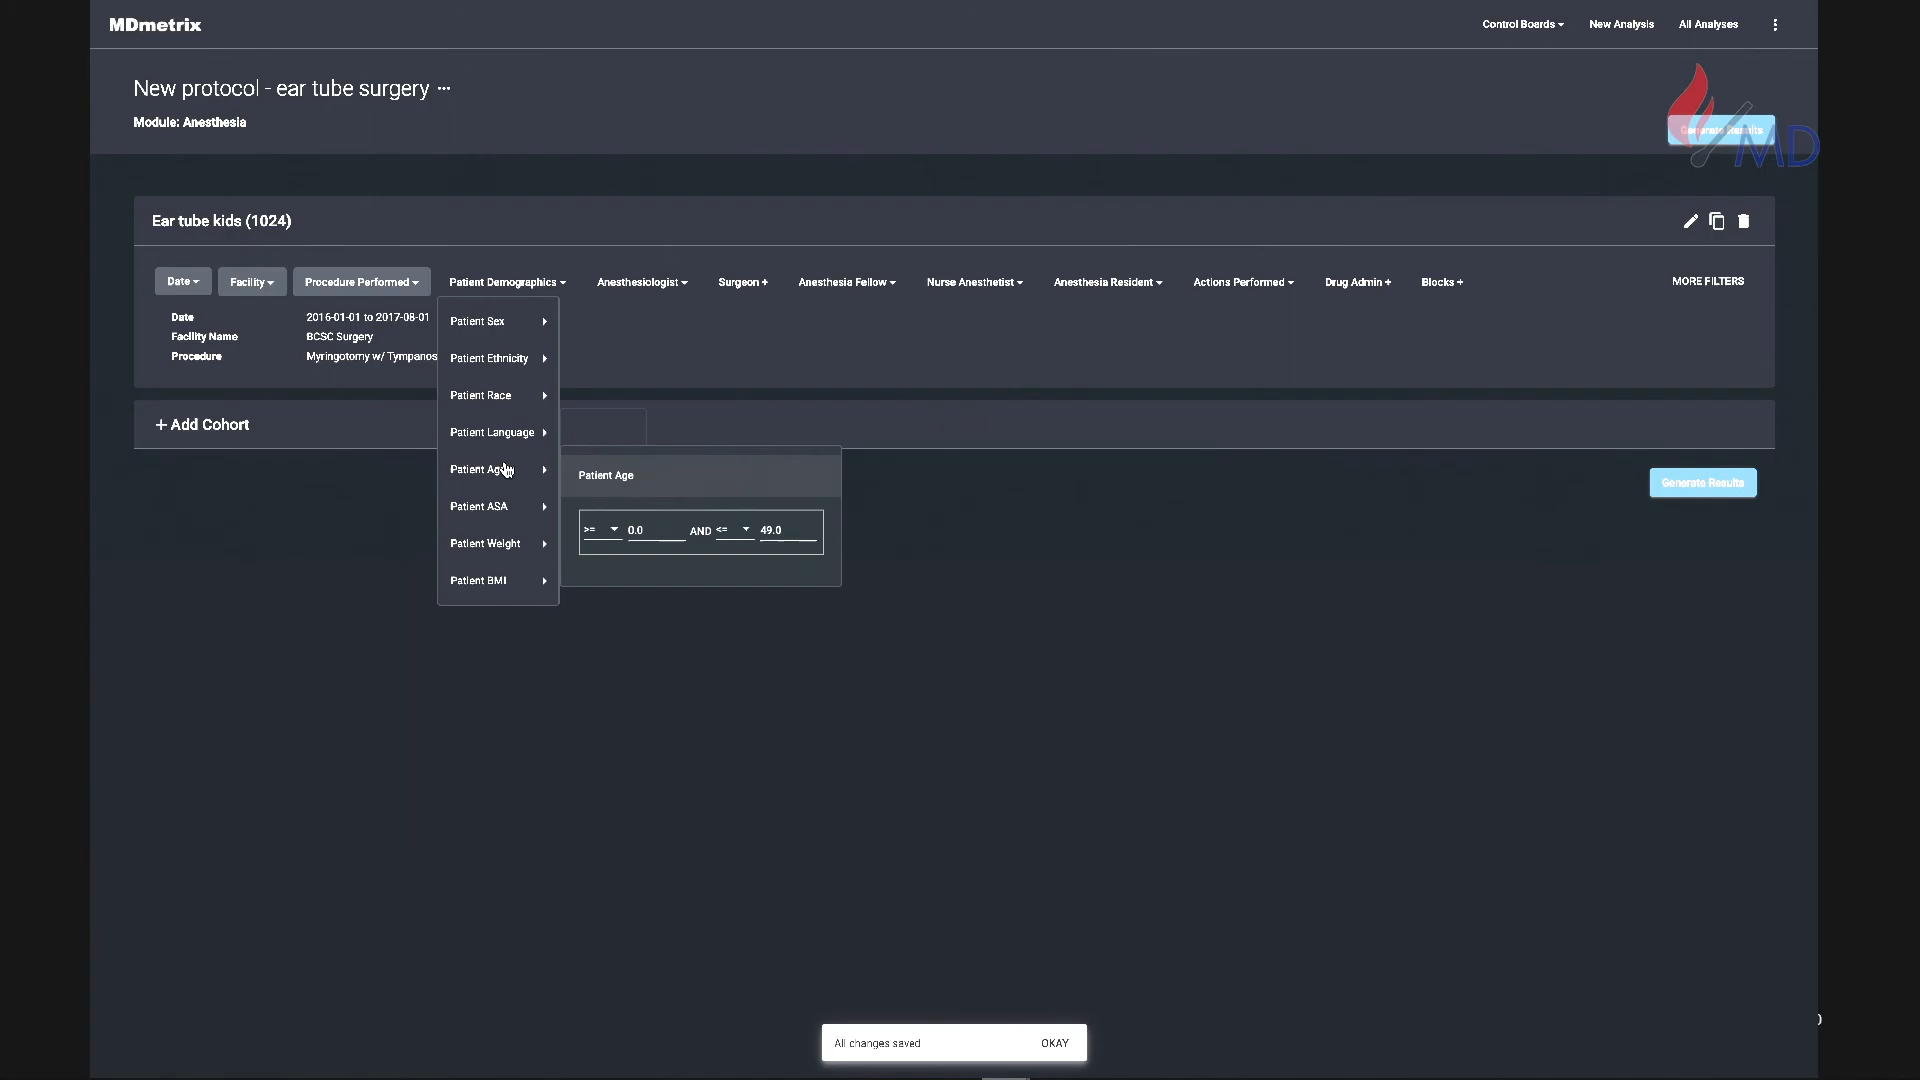 MDmetrix
Control Boards
New Analysis
All Analyses
New protocol - ear tube surgery ···
Module: Anesthesia
Generate Results
MD
Ear tube kids (1024)
Date
Facility
Procedure Performed
Patient Demographics
Anesthesiologist
Surgeon +
Anesthesia Fellow
Nurse Anesthetist
Anesthesia Resident
Actions Performed
Drug Admin +
Blocks +
MORE FILTERS
Date 2016-01-01 to 2017-08-01
Facility Name BCSC Surgery
Procedure Myringotomy w/ Tympanos
Patient Sex
Patient Ethnicity
Patient Race
Patient Language
Patient Age
Patient ASA
Patient Weight
Patient BMI
+ Add Cohort
Patient Age
>= 0.0 AND <= 49.0
Generate Results
All changes saved OKAY